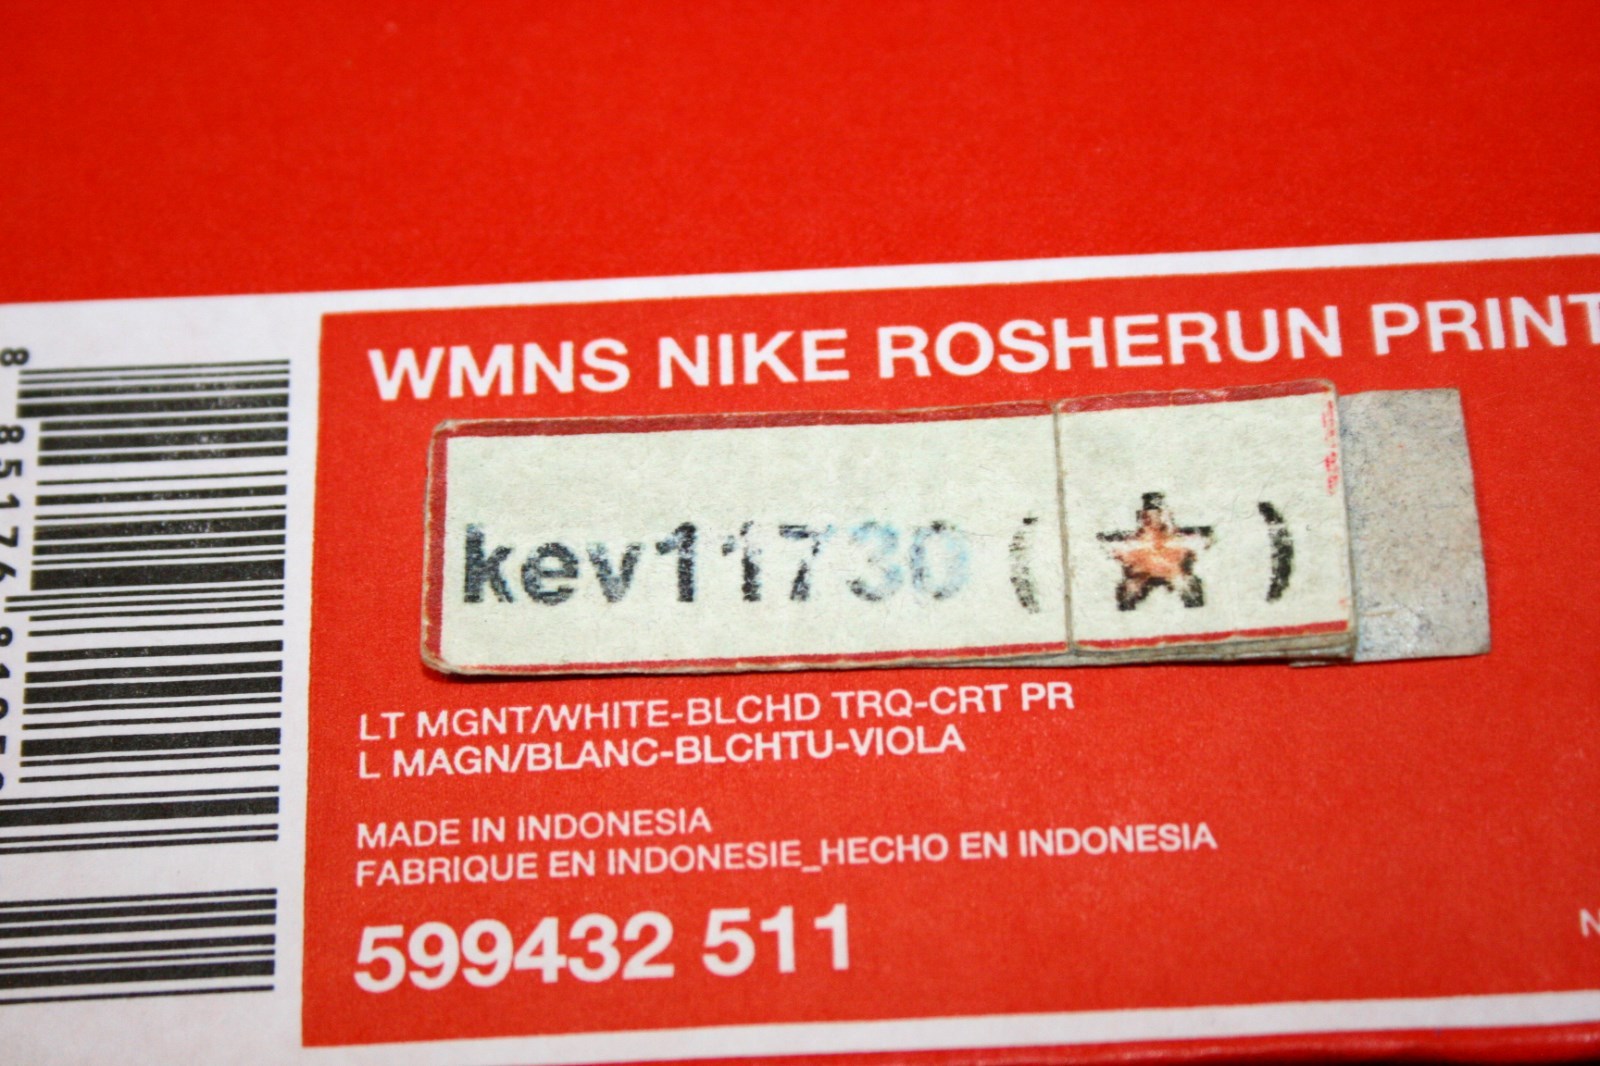 WMNS NIKE ROSHERUN PRINT
kev11730 (★)
LT MGNT/WHITE-BLCHD TRQ-CRT PR
L MAGN/BLANC-BLCHTU-VIOLA
MADE IN INDONESIA
FABRIQUE EN INDONESIE_HECHO EN INDONESIA
599432 511